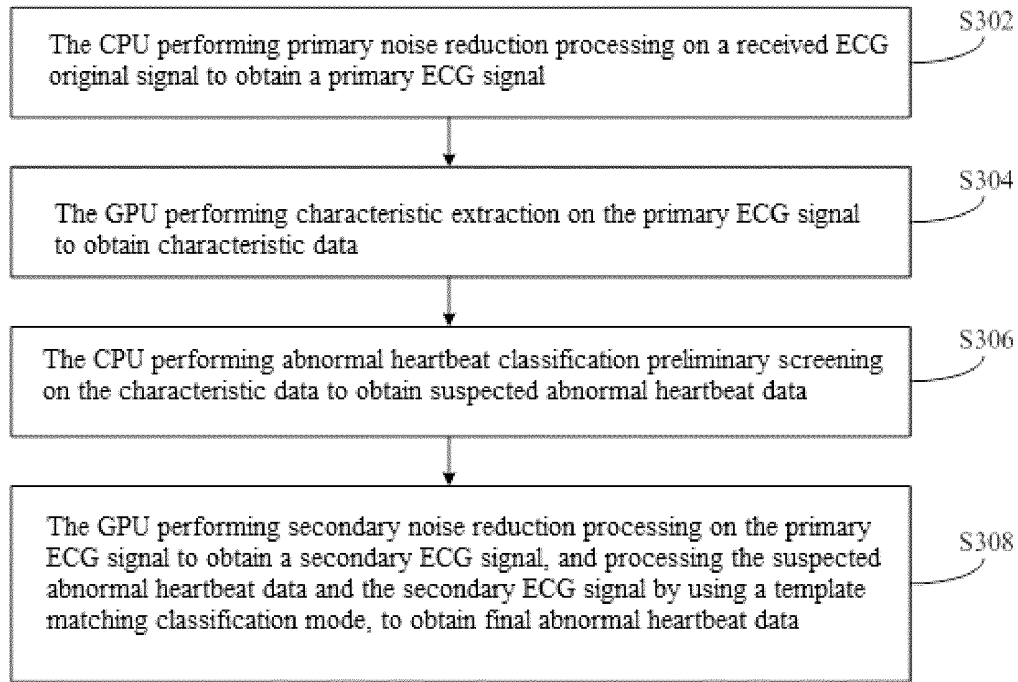 S302
The CPU performing primary noise reduction processing on a received ECG
original signal to obtain a primary ECG signal
S304
The GPU performing characteristic extraction on the primary ECG signal
to obtain characteristic data
S306
The CPU performing abnormal heartbeat classification preliminary screening
on the characteristic data to obtain suspected abnormal heartbeat data
The GPU performing secondary noise reduction processing on the primary
ECG signal to obtain a secondary ECG signal, and processing the suspected
S308
abnormal heartbeat data and the secondary ECG signal by using a template
matching classification mode, to obtain final abnormal heartbeat data